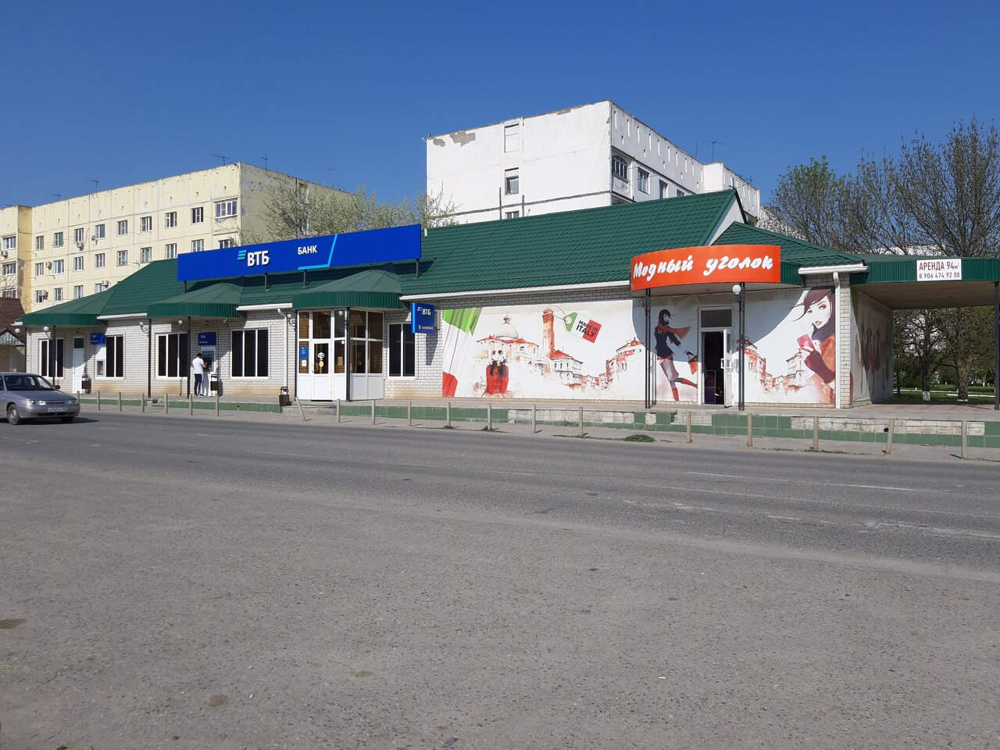 ВТБ
БАНК
ВТБ
Модный уголок
АРЕНДА 94м²
8 906 474 92 00
MADE IN
ITALY